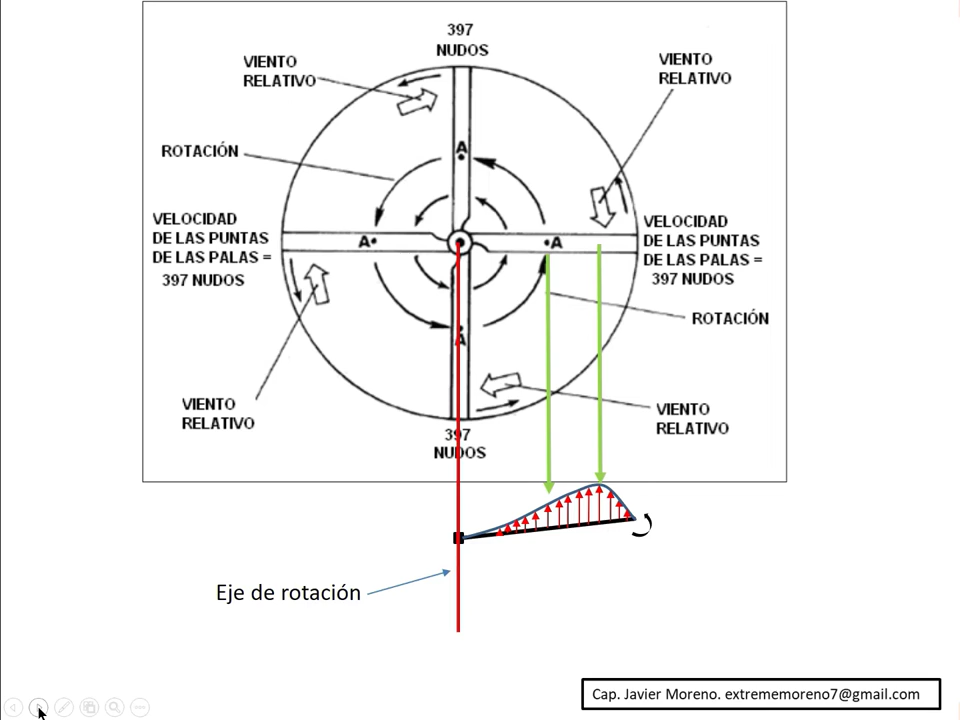 397
NUDOS
VIENTO
RELATIVO
VIENTO
RELATIVO
ROTACIÓN
A
VELOCIDAD
DE LAS PUNTAS
DE LAS PALAS =
397 NUDOS
A
A
VELOCIDAD
DE LAS PUNTAS
DE LAS PALAS =
397 NUDOS
ROTACIÓN
A
VIENTO
RELATIVO
VIENTO
RELATIVO
397
NUDOS
Eje de rotación
Cap. Javier Moreno. extrememoreno7@gmail.com